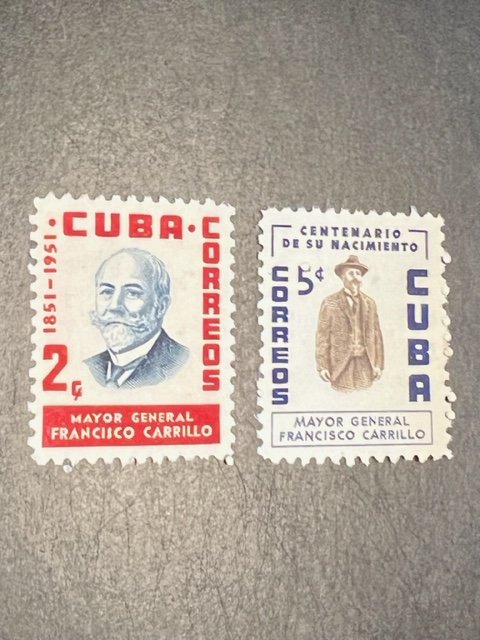 CUBA · CORREOS
1851-1951 ·
2¢
MAYOR GENERAL
FRANCISCO CARRILLO
CENTENARIO
DE SU NACIMIENTO
5¢
CORREOS
CUBA
MAYOR GENERAL
FRANCISCO CARRILLO